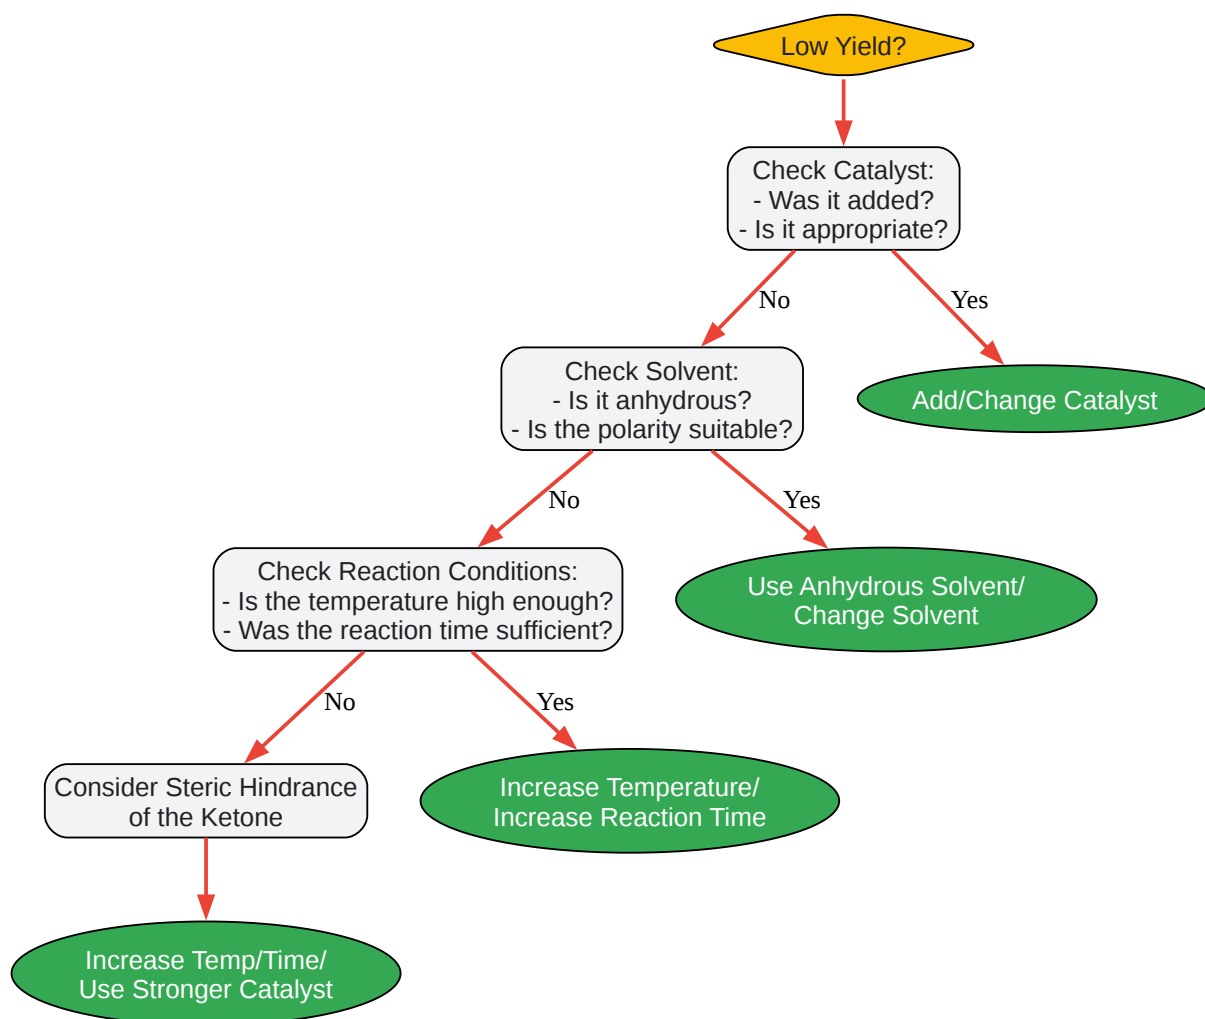 Low Yield?
Check Catalyst:
- Was it added?
- Is it appropriate?
No
Yes
Check Solvent:
- Is it anhydrous?
- Is the polarity suitable?
Add/Change Catalyst
No
Yes
Check Reaction Conditions:
- Is the temperature high enough?
- Was the reaction time sufficient?
Use Anhydrous Solvent/
Change Solvent
No
Yes
Consider Steric Hindrance
of the Ketone
Increase Temperature/
Increase Reaction Time
Increase Temp/Time/
Use Stronger Catalyst